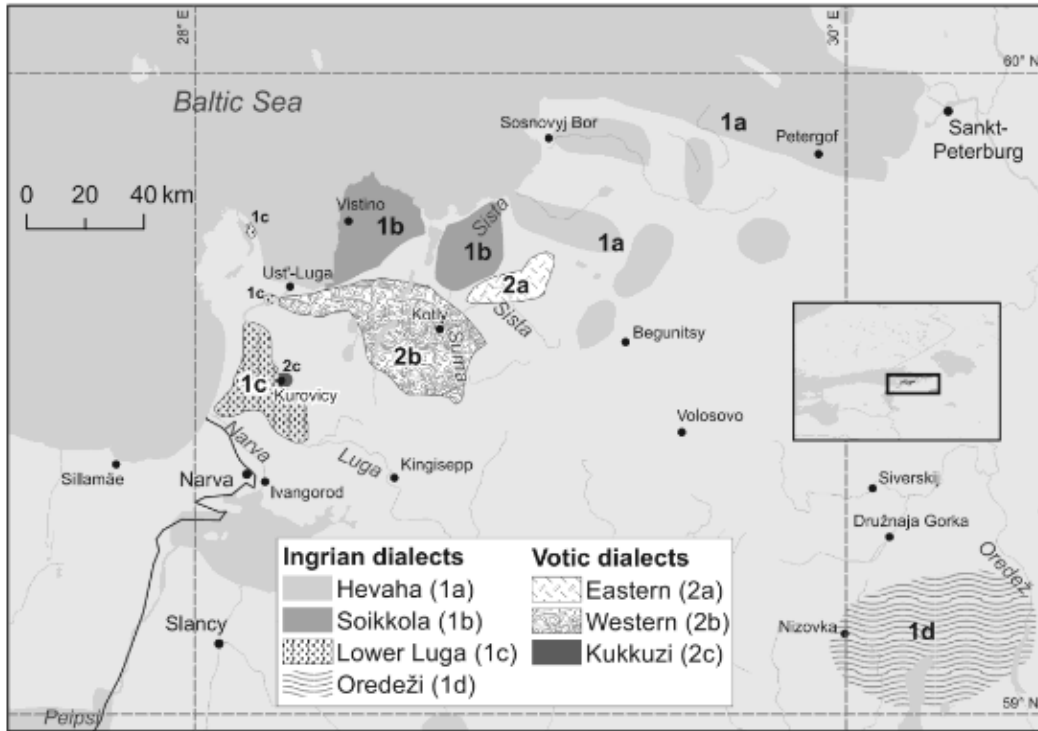 28° E
30° E
60° N
Baltic Sea
1a
Sosnovyj Bor
Petergof
Sankt-
Peterburg
0 20 40 km
Vistino
1b
1c
Sista
1b
1a
Ust'-Luga
2a
1c
Kotly
Sista
Suma
2b
Begunitsy
2c
1c
Kurovicy
Narva
Volosovo
Luga
Sillamäe
Narva
Kingisepp
Ivangorod
Siverskij
Družnaja Gorka
Oredeži
Ingrian dialects
Hevaha (1a)
Soikkola (1b)
Lower Luga (1c)
Oredeži (1d)
Votic dialects
Eastern (2a)
Western (2b)
Kukkuzi (2c)
Slancy
Nizovka
1d
Peipsi
59° N